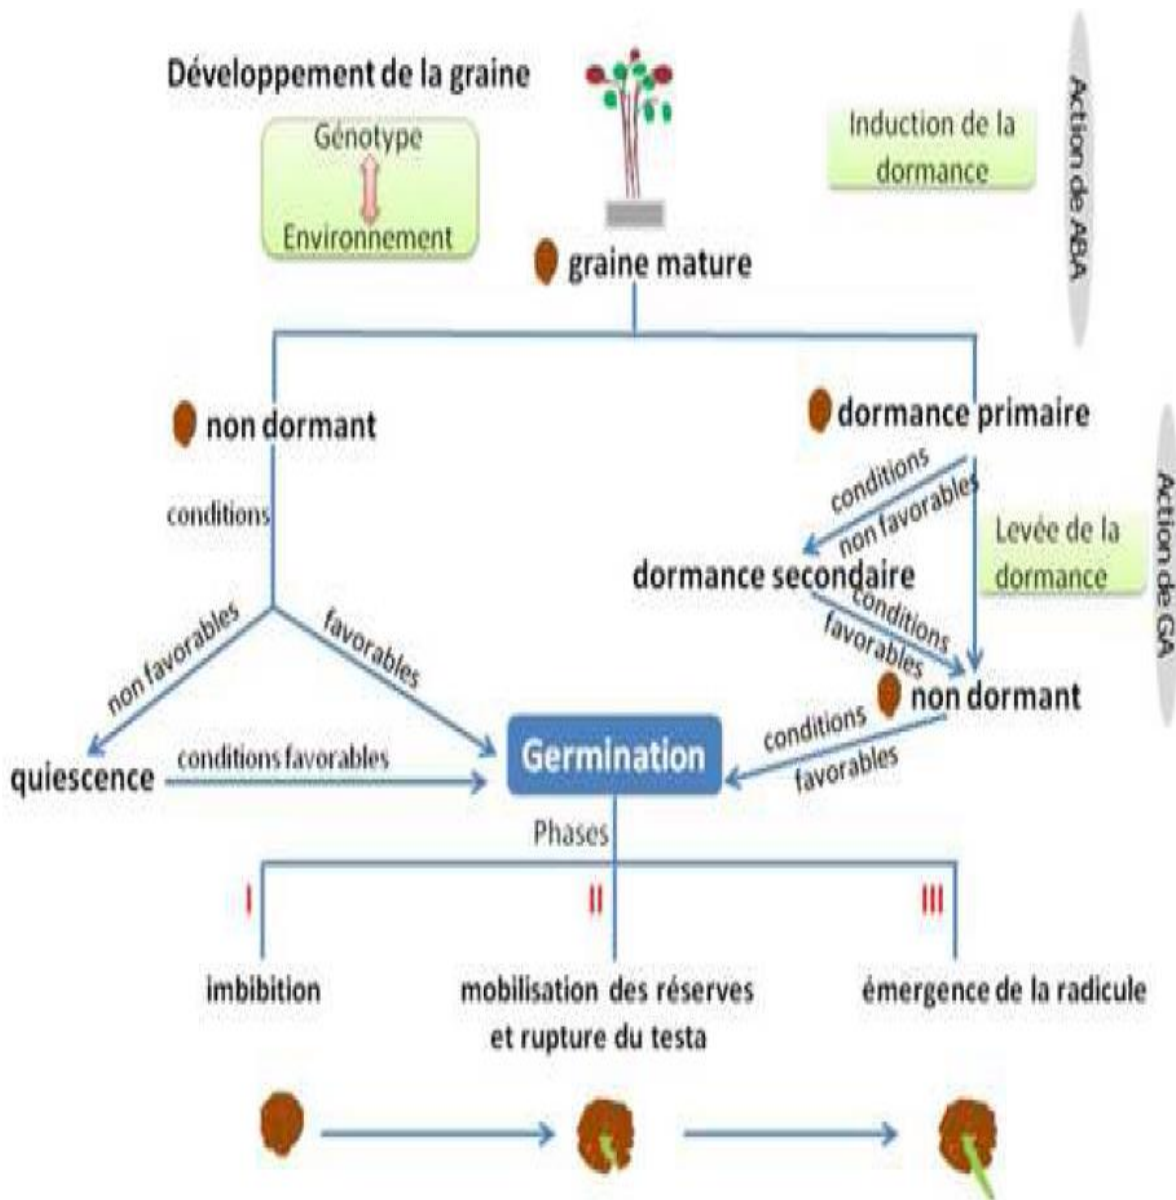 Développement de la graine
Génotype
Environnement
Induction de la
dormance
Action de ABA
graine mature
non dormant
dormance primaire
conditions
conditions
non favorables
Levée de la
dormance
Action de GA
dormance secondaire
conditions
favorables
non favorables
favorables
non dormant
quiescence
conditions favorables
Germination
conditions
favorables
Phases
I
II
III
imbibition
mobilisation des réserves
et rupture du testa
émergence de la radicule